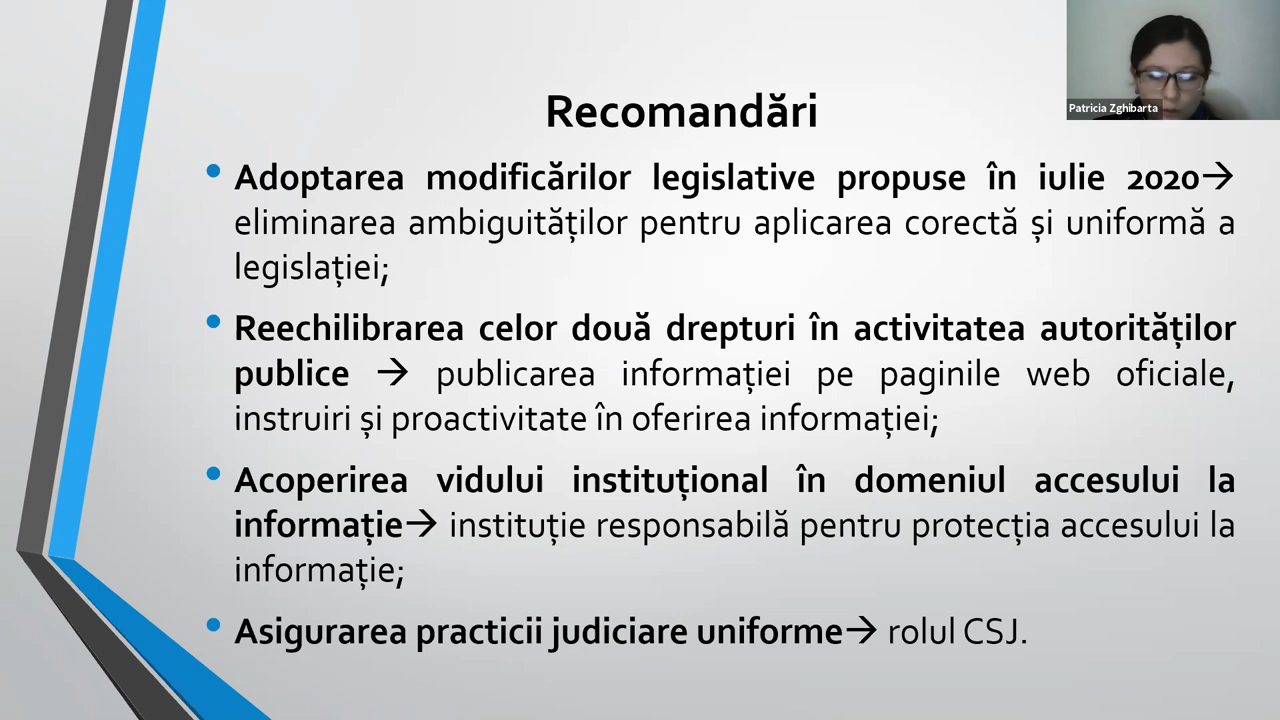 Patricia Zghibarta
Recomandări
• Adoptarea modificărilor legislative propuse în iulie 2020→
eliminarea ambiguităților pentru aplicarea corectă și uniformă a
legislației;
• Reechilibrarea celor două drepturi în activitatea autorităților
publice → publicarea informației pe paginile web oficiale,
instruiri și proactivitate în oferirea informației;
• Acoperirea vidului instituțional în domeniul accesului la
informație→ instituție responsabilă pentru protecția accesului la
informație;
• Asigurarea practicii judiciare uniforme→ rolul CSJ.